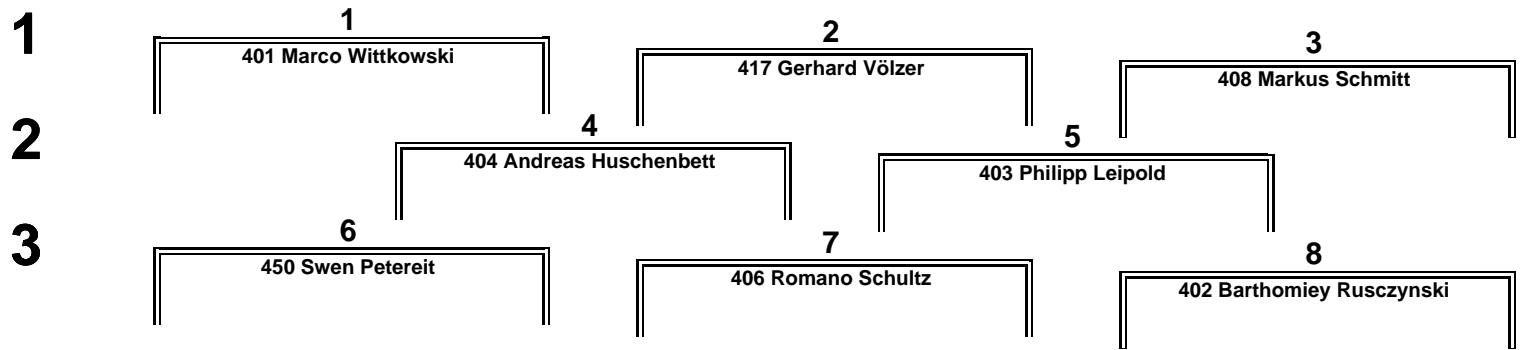 1
1
401 Marco Wittkowski
2
417 Gerhard Völzer
3
408 Markus Schmitt
2
4
404 Andreas Huschenbett
5
403 Philipp Leipold
3
6
450 Swen Petereit
7
406 Romano Schultz
8
402 Barthomiey Rusczynski